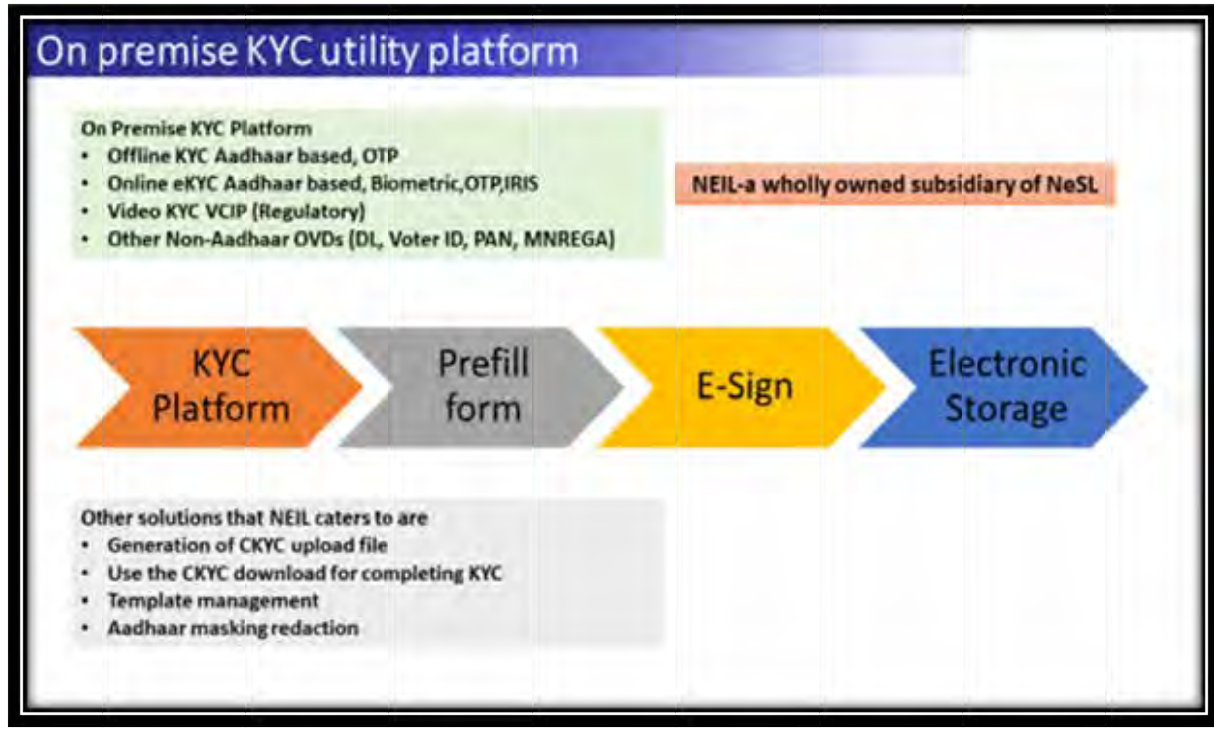 On premise KYC utility platform
On Premise KYC Platform
• Offline KYC Aadhaar based, OTP
• Online eKYC Aadhaar based, Biometric,OTP,IRIS
• Video KYC VCIP (Regulatory)
• Other Non-Aadhaar OVDs (DL, Voter ID, PAN, MNREGA)
NEIL-a wholly owned subsidiary of NeSL
KYC
Platform
Prefill
form
E-Sign
Electronic
Storage
Other solutions that NEIL caters to are
• Generation of CKYC upload file
• Use the CKYC download for completing KYC
• Template management
• Aadhaar masking redaction